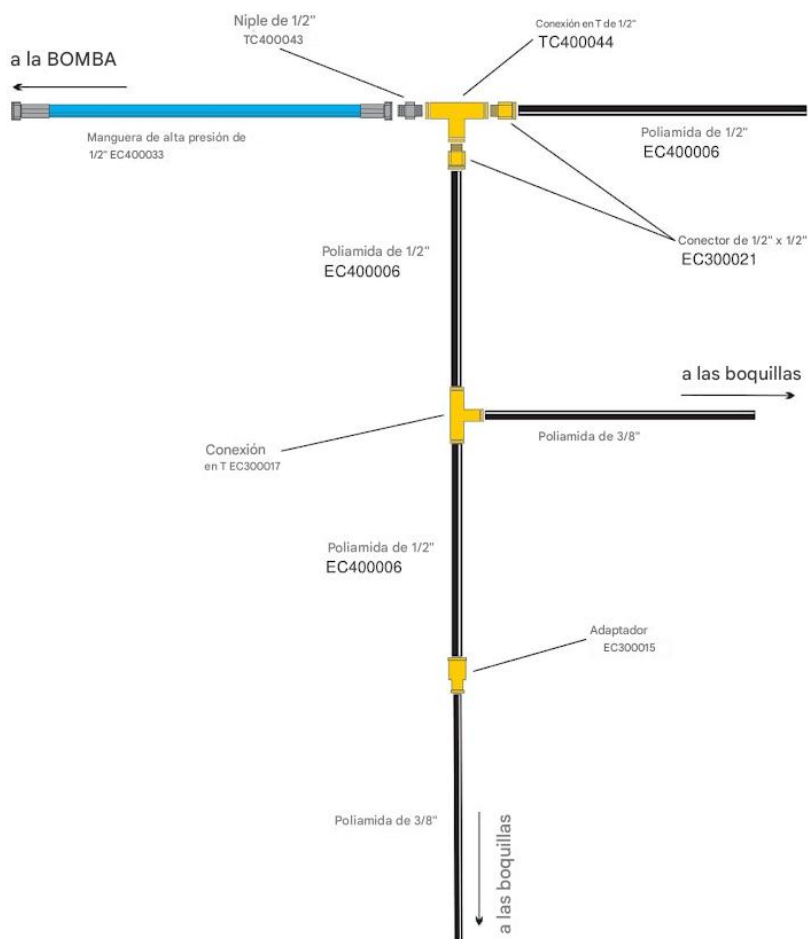 Niple de 1/2"
TC400043
Conexión en T de 1/2"
TC400044
a la BOMBA
Manguera de alta presión de
1/2" EC400033
Poliamida de 1/2"
EC400006
Poliamida de 1/2"
EC400006
Conector de 1/2" x 1/2"
EC300021
a las boquillas
Poliamida de 3/8"
Conexión
en T EC300017
Poliamida de 1/2"
EC400006
Adaptador
EC300015
Poliamida de 3/8"
a las boquillas